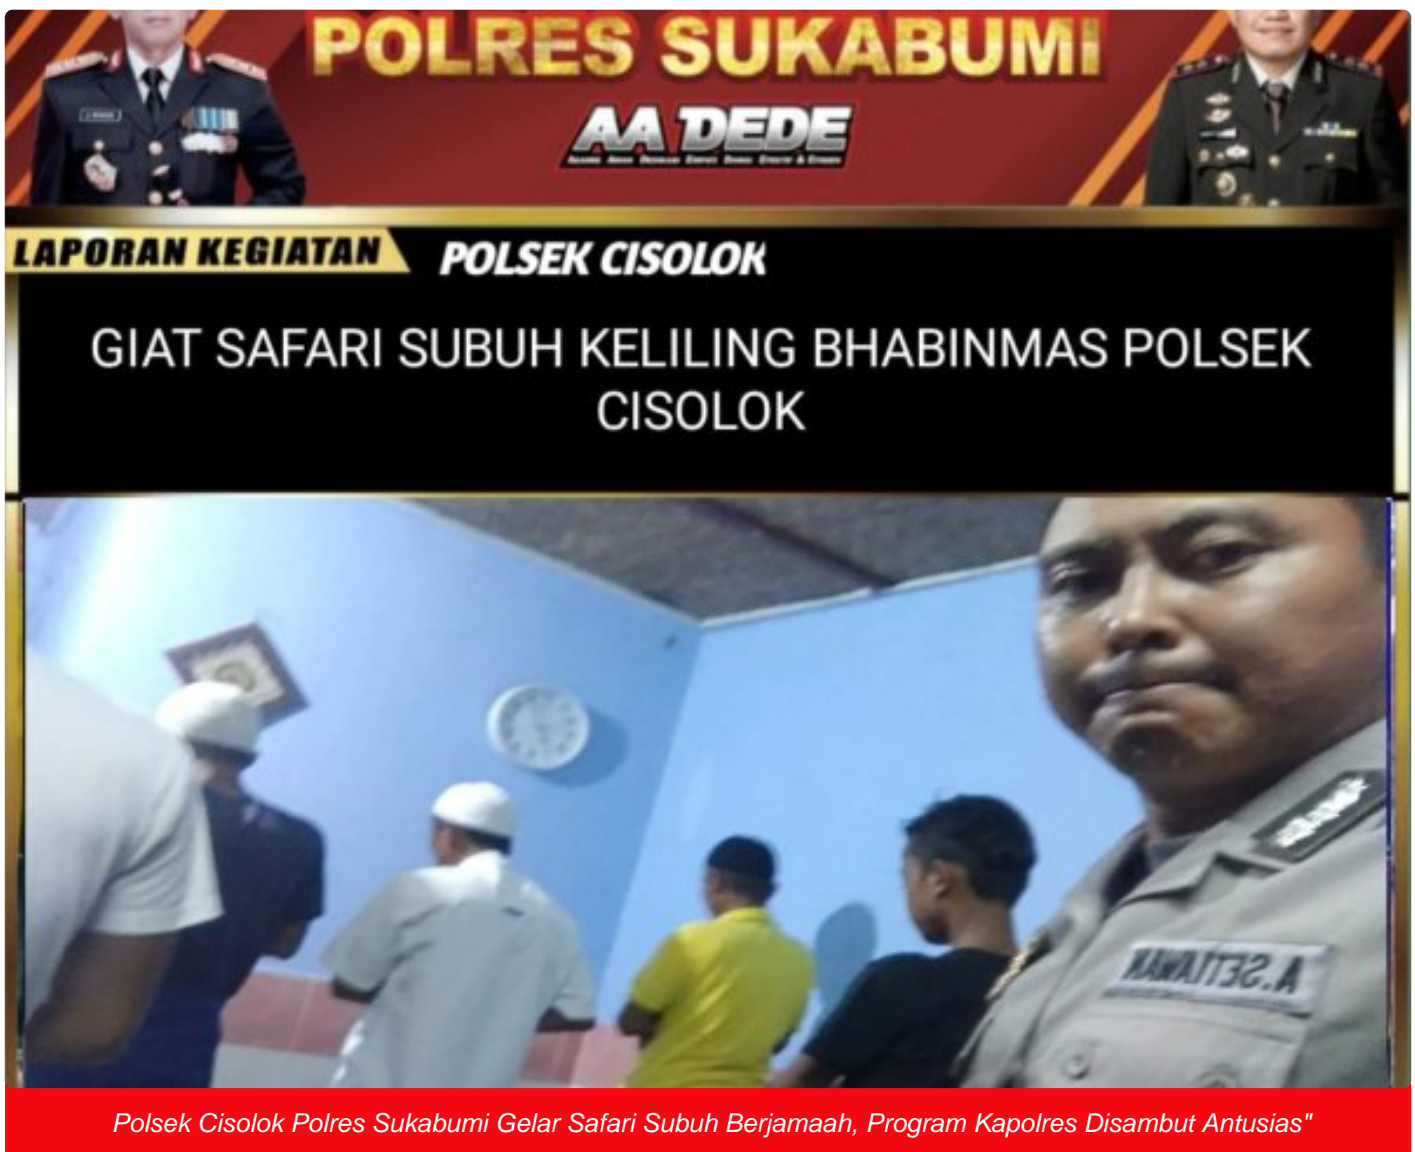 POLRES SUKABUMI
AA DEDE
LAPORAN KEGIATAN
POLSEK CISOLOK
GIAT SAFARI SUBUH KELILING BHABINMAS POLSEK
CISOLOK
A.SETIAWAN
Polsek Cisolok Polres Sukabumi Gelar Safari Subuh Berjamaah, Program Kapolres Disambut Antusias"